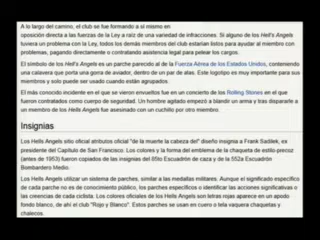 A lo largo del camino, el club se fue formando a sí mismo en
oposición directa a las fuerzas de la Ley a raíz de una variedad de infracciones. Si alguno de los Hell's Angels
tuviera un problema con la Ley, todos los demás miembros del club estarían listos para ayudar al miembro con
problemas, pagando directamente o contratando asistencia legal para pelear los cargos.
El símbolo de los Hell's Angels es un parche parecido al de la Fuerza Aérea de los Estados Unidos, conteniendo
una calavera que porta una gorra de aviador, dentro de un par de alas. Este logotipo es muy importante para sus
miembros y solo puede ser usado cuando están agrupados.
El más conocido incidente en el que se vieron envueltos fue en un concierto de los Rolling Stones en el que
fueron contratados como cuerpo de seguridad. Un hombre agitado empezó a blandir un arma y tras dispararle a
un miembro de los Hell's Angels fue asesinado con un cuchillo por otro miembro.
Insignias
Los Hells Angels sitio oficial atributos oficial "de la muerte la cabeza del" diseño a Frank Sadilek, ex
presidente del Capítulo de San Francisco. Los colores y la forma del emblema de la chaqueta de estilo-precoz
(antes de 1953) fueron copiados de las insignias del 85to Escuadrón de caza y de la 552a Escuadrón
Bombardero Medio.
Los Hells Angels utilizan un sistema de parches, similar a las medallas militares. Aunque el significado específico
de cada parche no es de conocimiento público, los parches específicos o identificar las acciones significativas o
las creencias de cada ciclista. Los colores oficiales de los Hells Angels son letras rojas aparece en un apodo
fondo blanco, de ahí el club "Rojo y Blanco". Estos parches se usan en cuero o tela vaquera chaquetas y
chalecos.